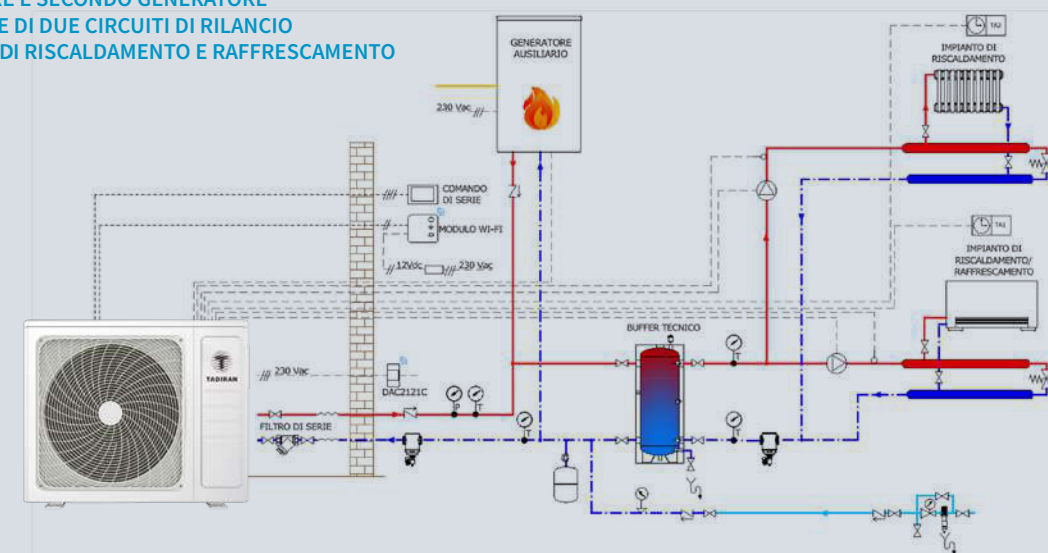 E SECONDO GENERATORE
DI DUE CIRCUITI DI RILANCIO
DI RISCALDAMENTO E RAFFRESCAMENTO
GENERATORE
AUSILIARIO
230 Vac
TA2
IMPIANTO DI
RISCALDAMENTO
COMANDO
DI SERIE
MODULO WI-FI
12Vdc
230 Vac
TA1
IMPIANTO DI
RISCALDAMENTO/
RAFFRESCAMENTO
BUFFER TECNICO
T
TADIRAN
230 Vac
DAC2121C
P
T
FILTRO DI SERIE
T
T